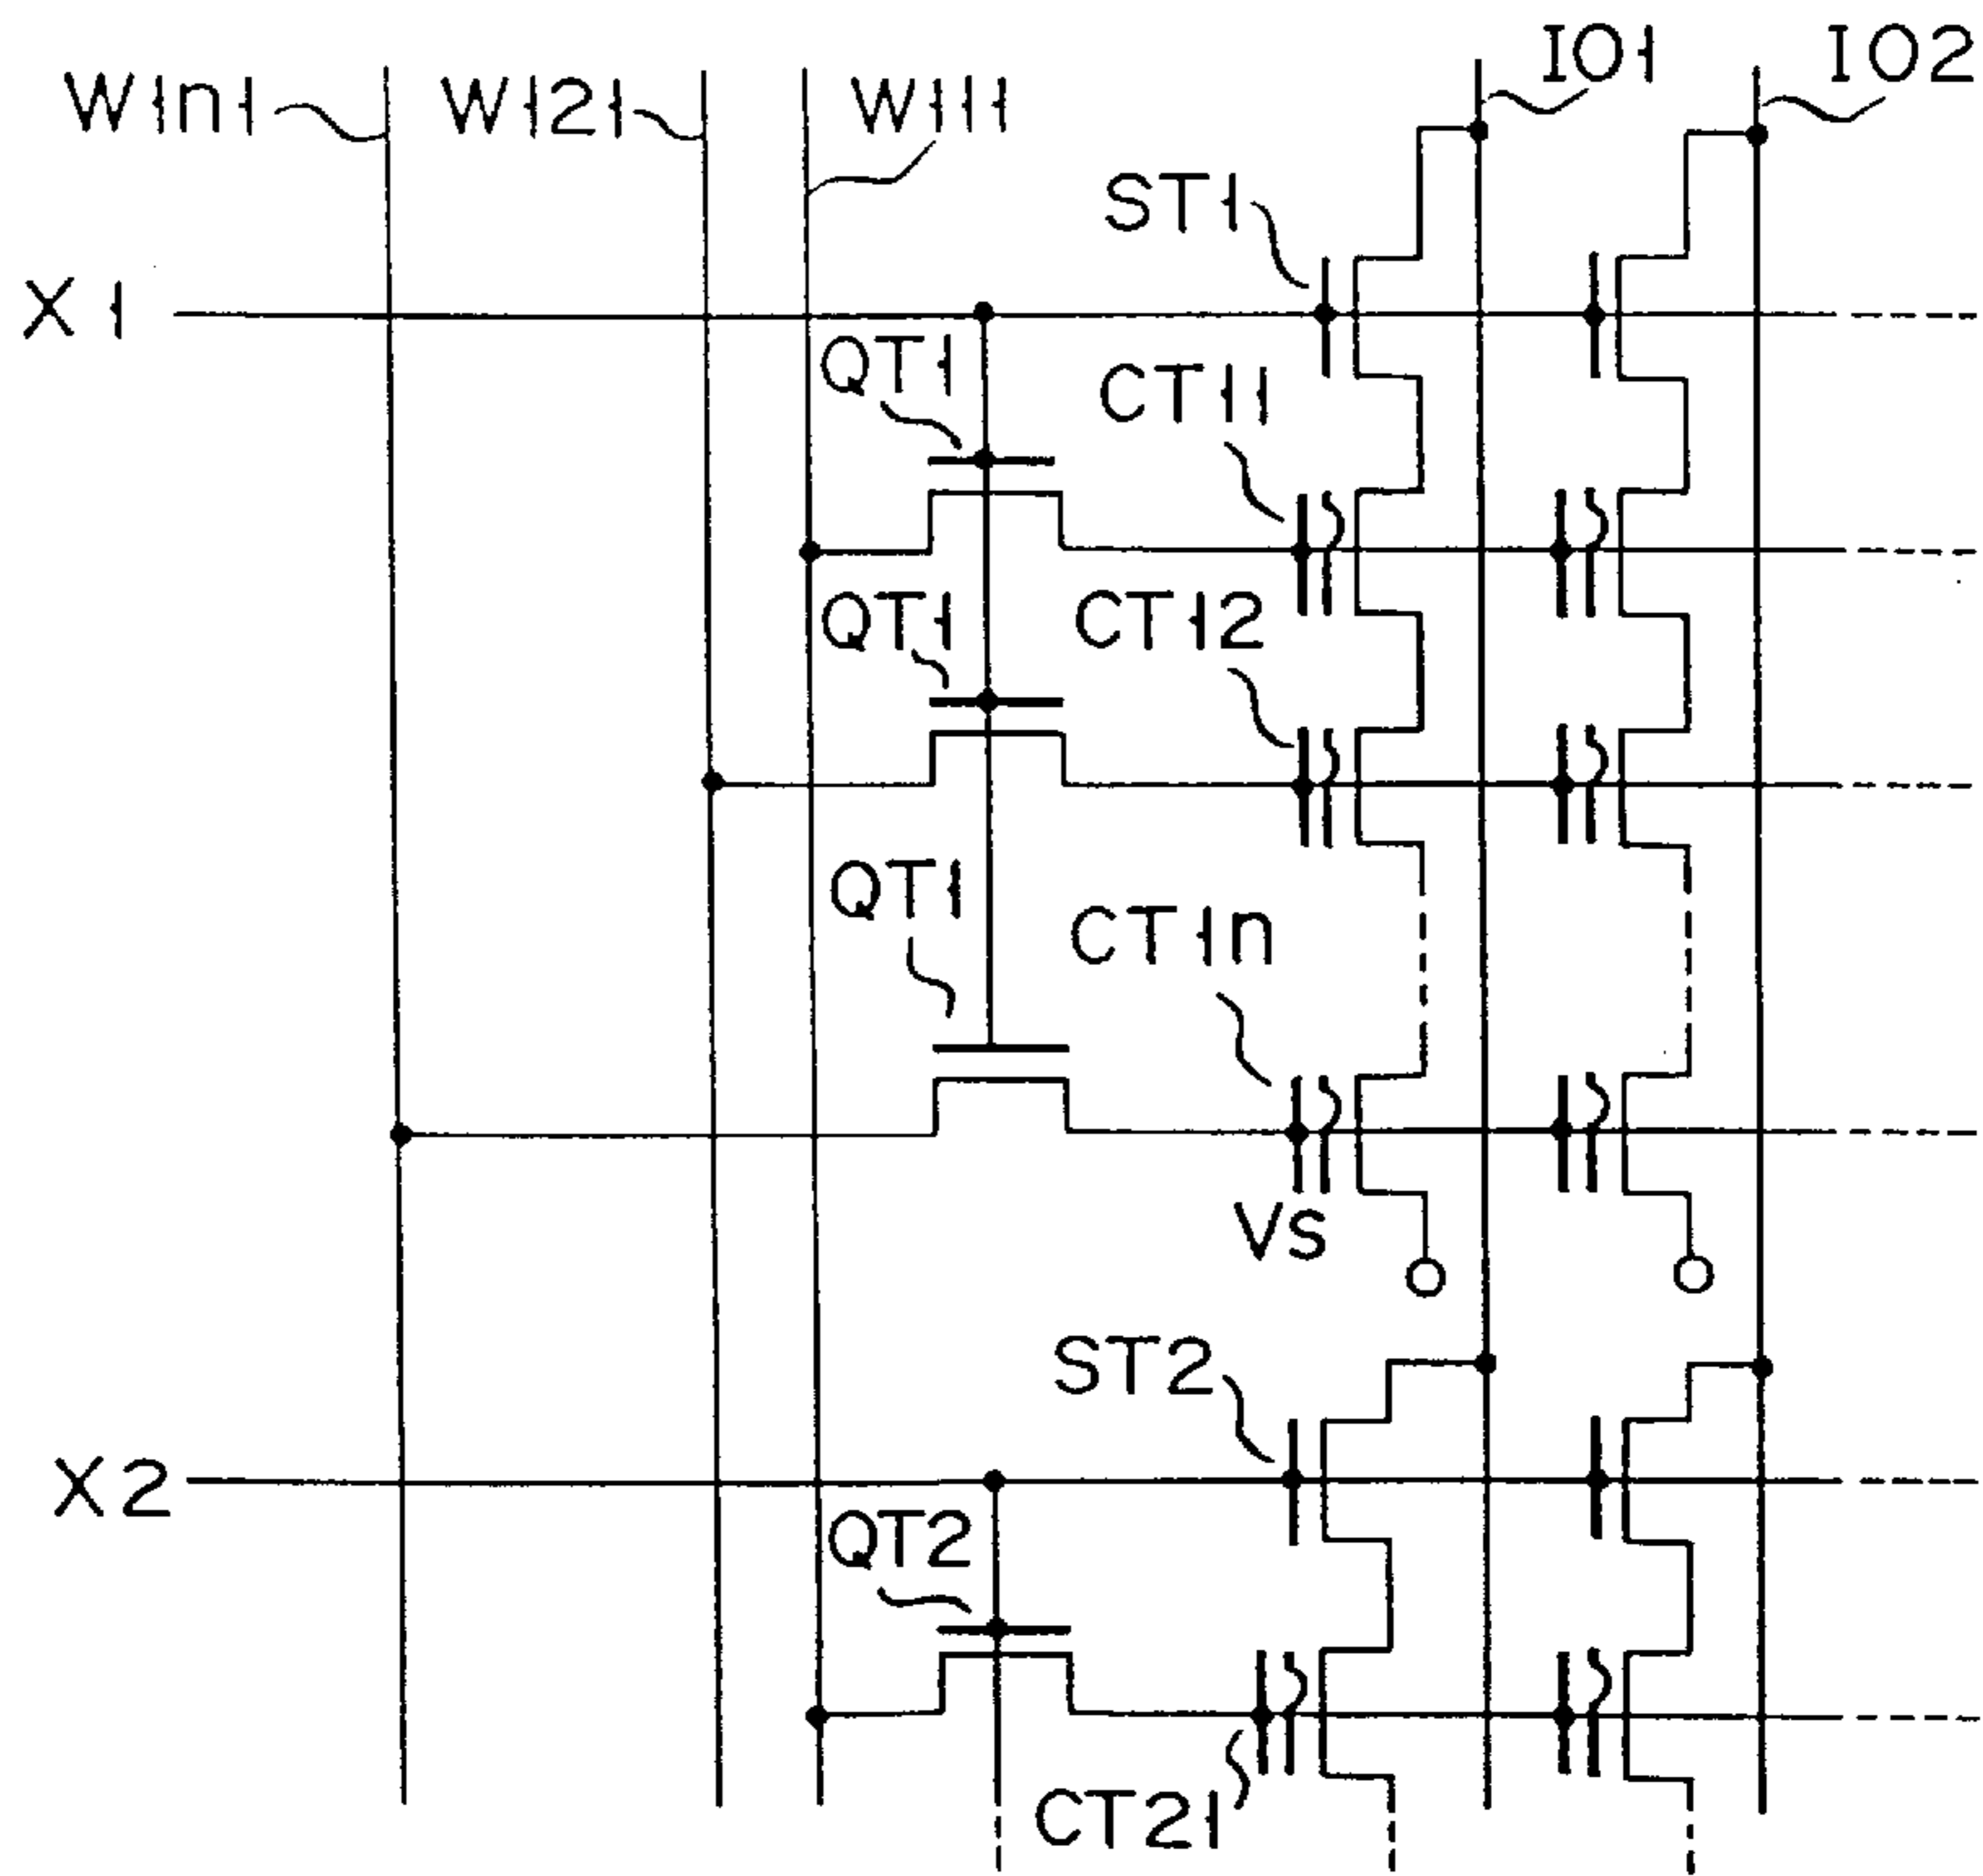 W1n1 W121 W111 IO1 IO2
ST1
X1
QT1
CT11
QT1 CT12
QT1
CT1n
VS
ST2
X2
QT2
CT21